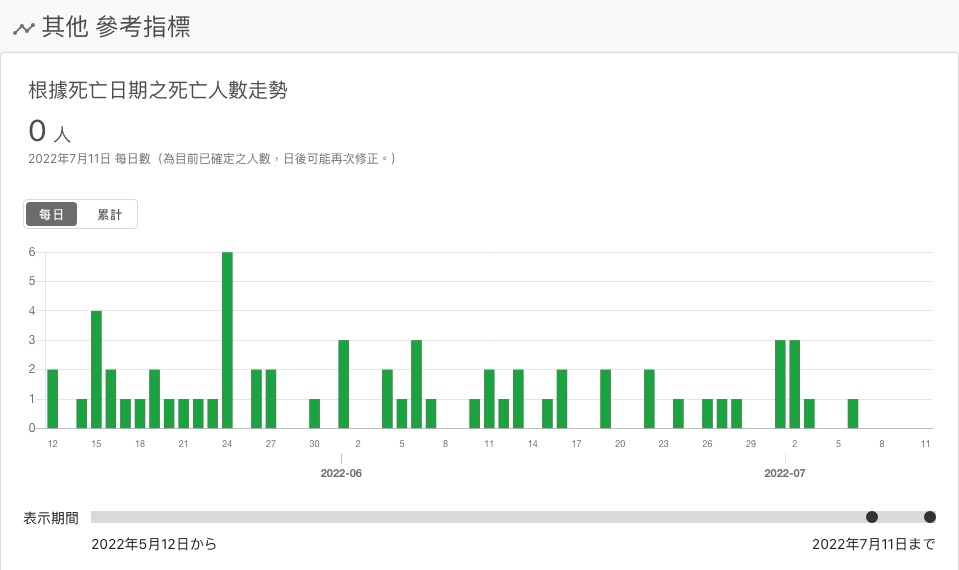 其他 參考指標
根據死亡日期之死亡人數走勢
0 人
2022年7月11日 每日數（為目前已確定之人數，日後可能再次修正。）
每日 累計
6
5
4
3
2
1
0
12 15 18 21 24 27 30 2 5 8 11 14 17 20 23 26 29 2 5 8 11
2022-06 2022-07
表示期間
2022年5月12日から 2022年7月11日まで